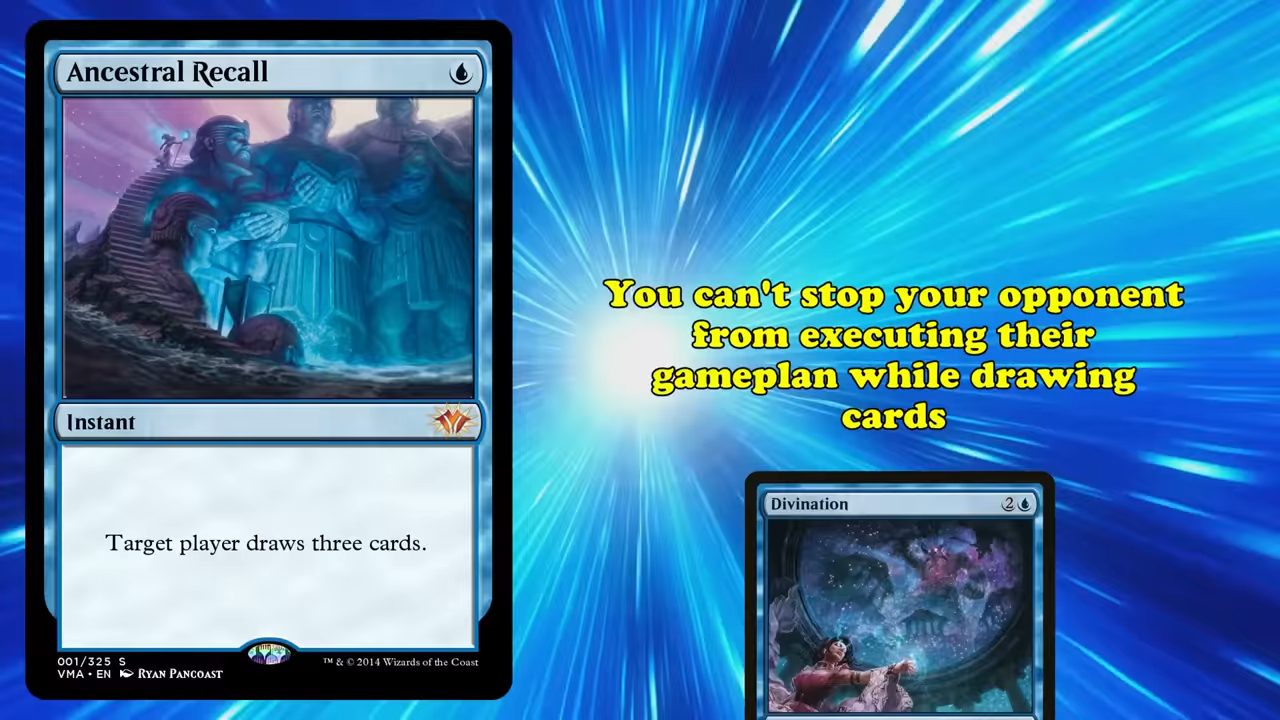 Ancestral Recall
Instant
Target player draws three cards.
001/325 S
VMA • EN Ryan Pancoast
™ & © 2014 Wizards of the Coast
You can't stop your opponent
from executing their
gameplan while drawing
cards
Divination 2